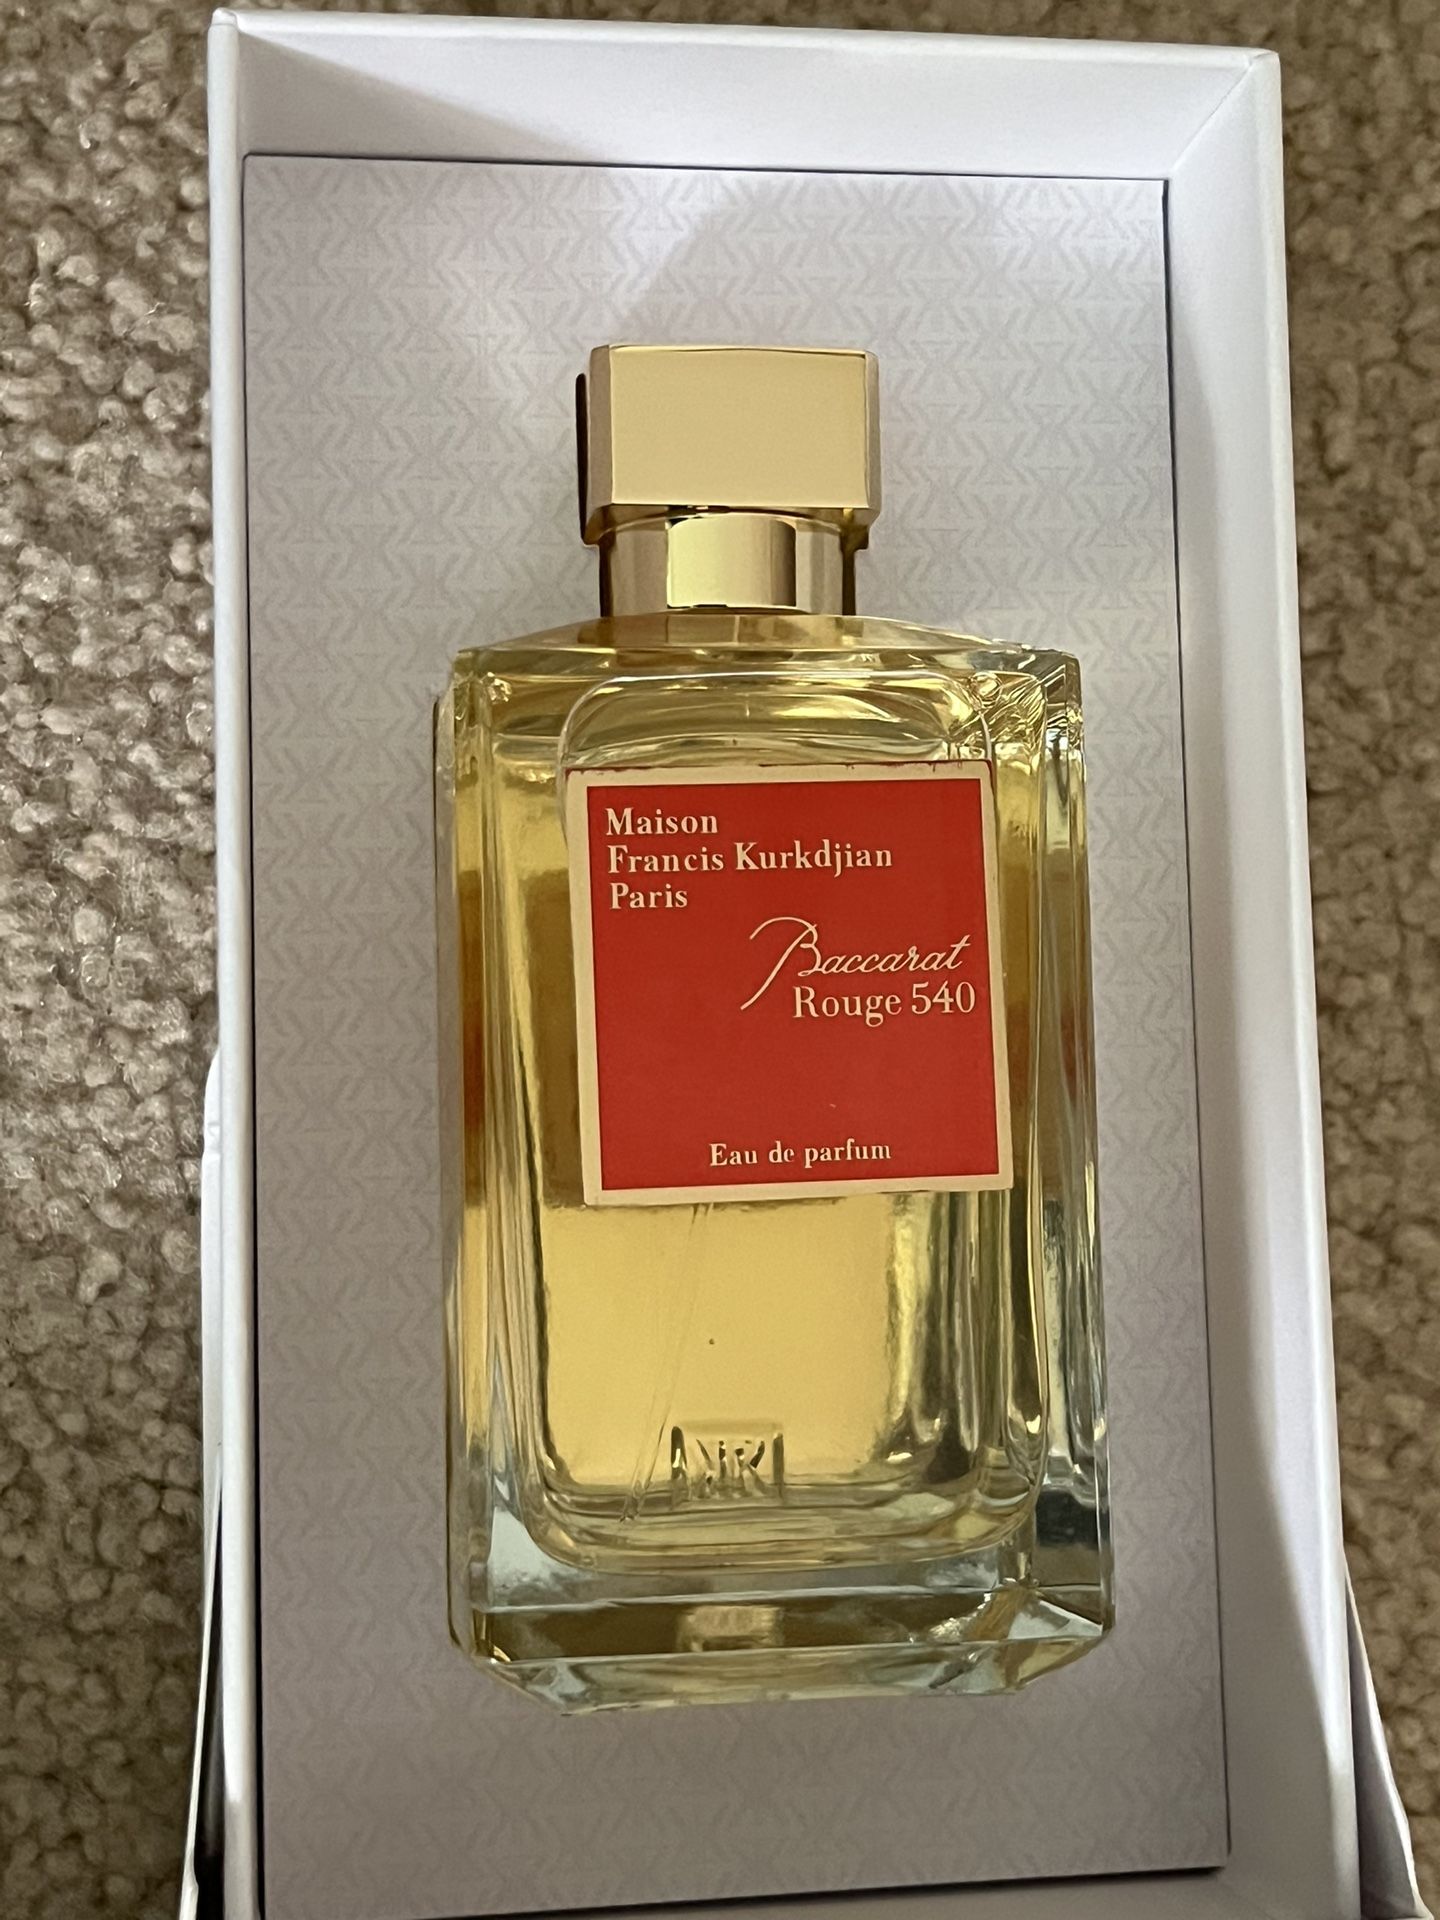 Maison
Francis Kurkdjian
Paris
Baccarat
Rouge 540
Eau de parfum